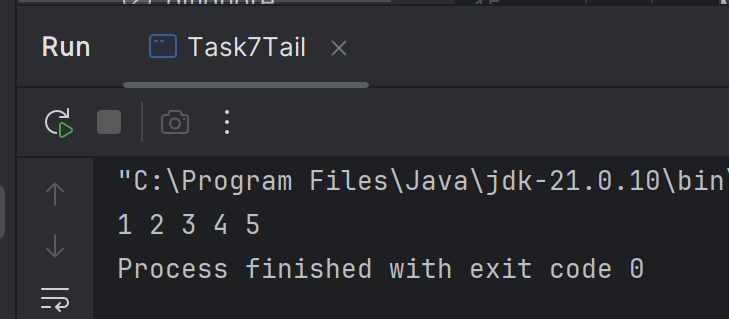 Run Task7Tail
"C:\Program Files\Java\jdk-21.0.10\bin\
1 2 3 4 5
Process finished with exit code 0